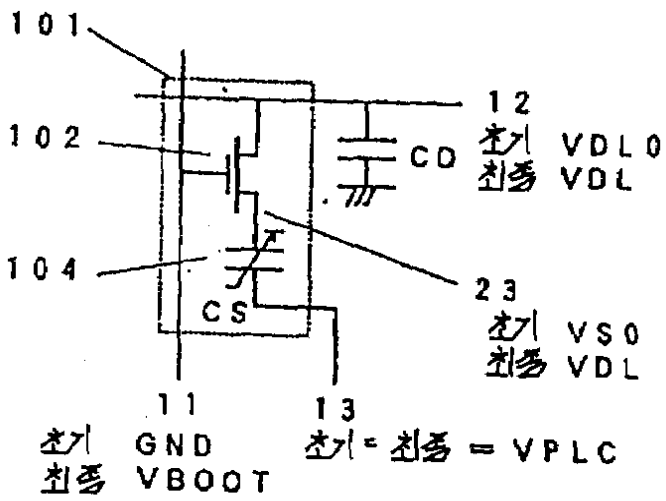 101
102
12
초기 VDL0
최종 VDL
CD
104
CS
23
초기 VS0
최종 VDL
11
초기 GND
최종 VBOOT
13
초기=최종=VPLC